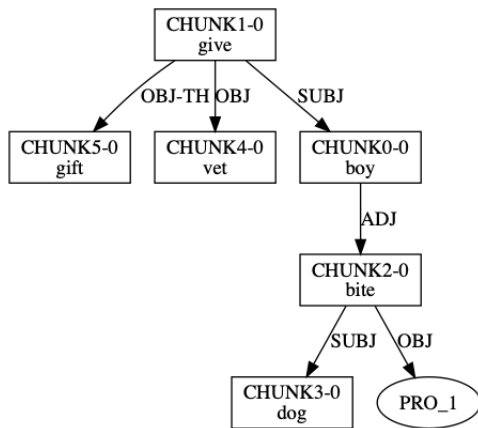 CHUNK1-0
give
OBJ-TH
OBJ
SUBJ
CHUNK5-0
gift
CHUNK4-0
vet
CHUNK0-0
boy
ADJ
CHUNK2-0
bite
SUBJ
OBJ
CHUNK3-0
dog
PRO_1